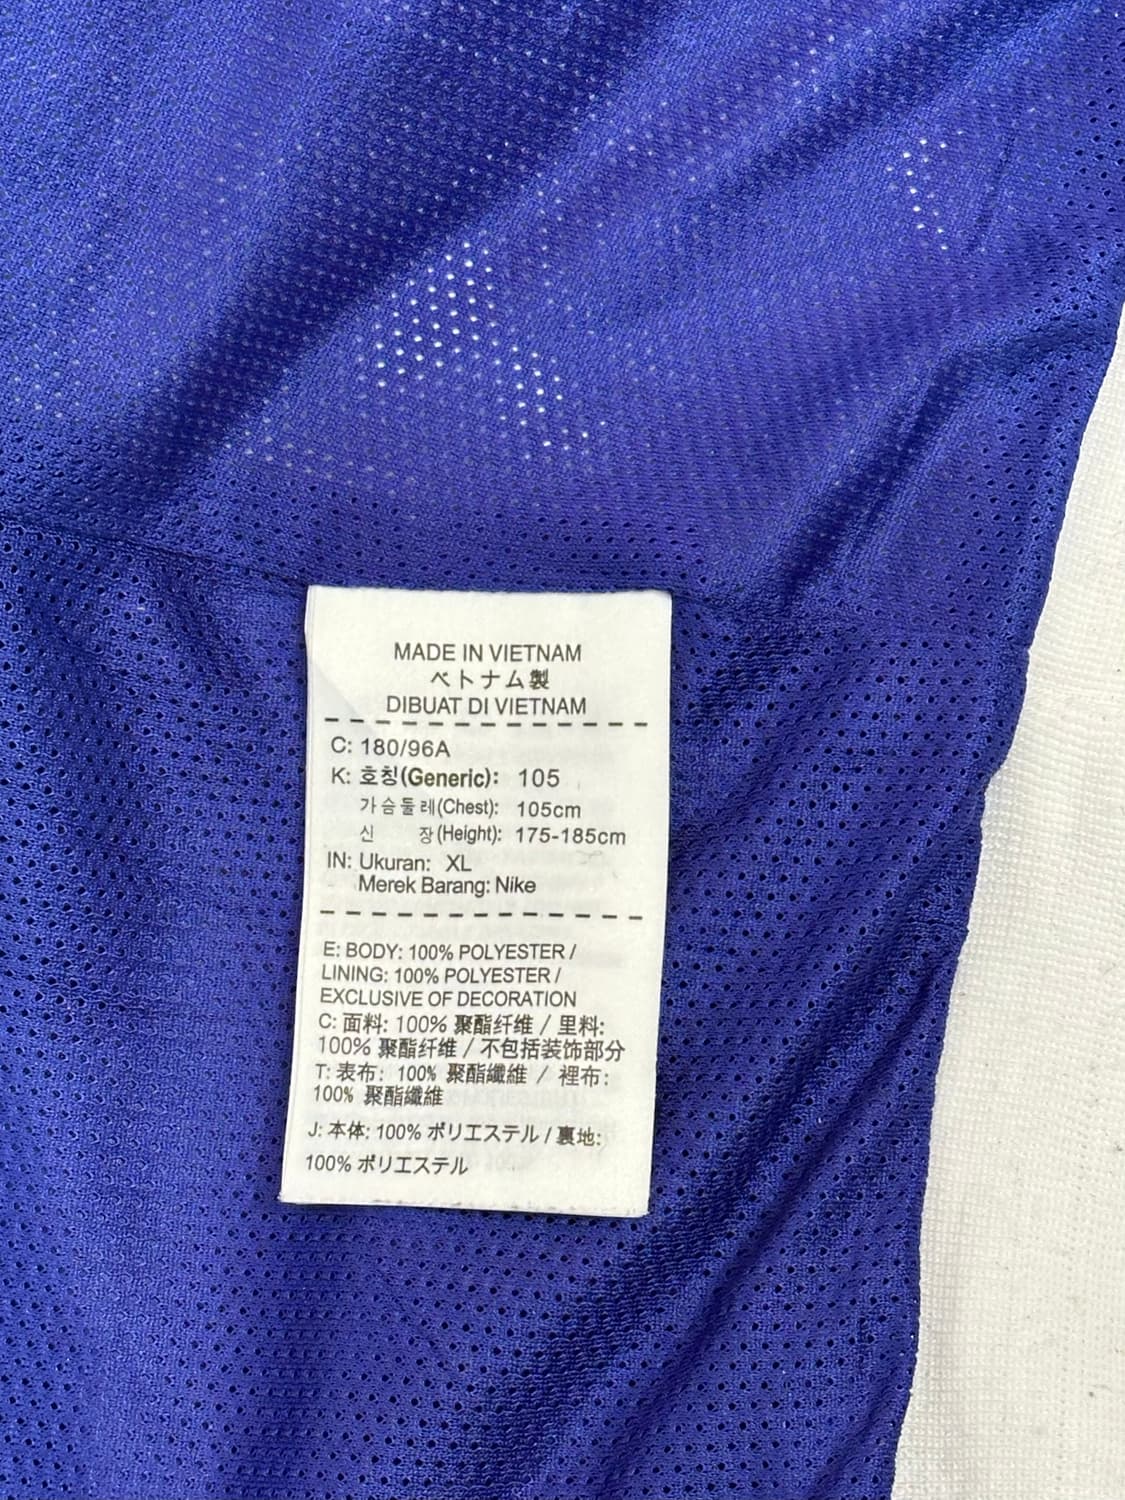 MADE IN VIETNAM
ベトナム製
DIBUAT DI VIETNAM
C: 180/96A
K: 호칭(Generic): 105
가슴둘레(Chest): 105cm
신 장(Height): 175-185cm
IN: Ukuran: XL
Merek Barang: Nike
E: BODY: 100% POLYESTER /
LINING: 100% POLYESTER /
EXCLUSIVE OF DECORATION
C: 面料: 100% 聚酯纤维 / 里料:
100% 聚酯纤维 / 不包括装饰部分
T: 表布: 100% 聚酯纖維 / 裡布:
100% 聚酯纖維
J: 本体: 100% ポリエステル / 裏地:
100% ポリエステル